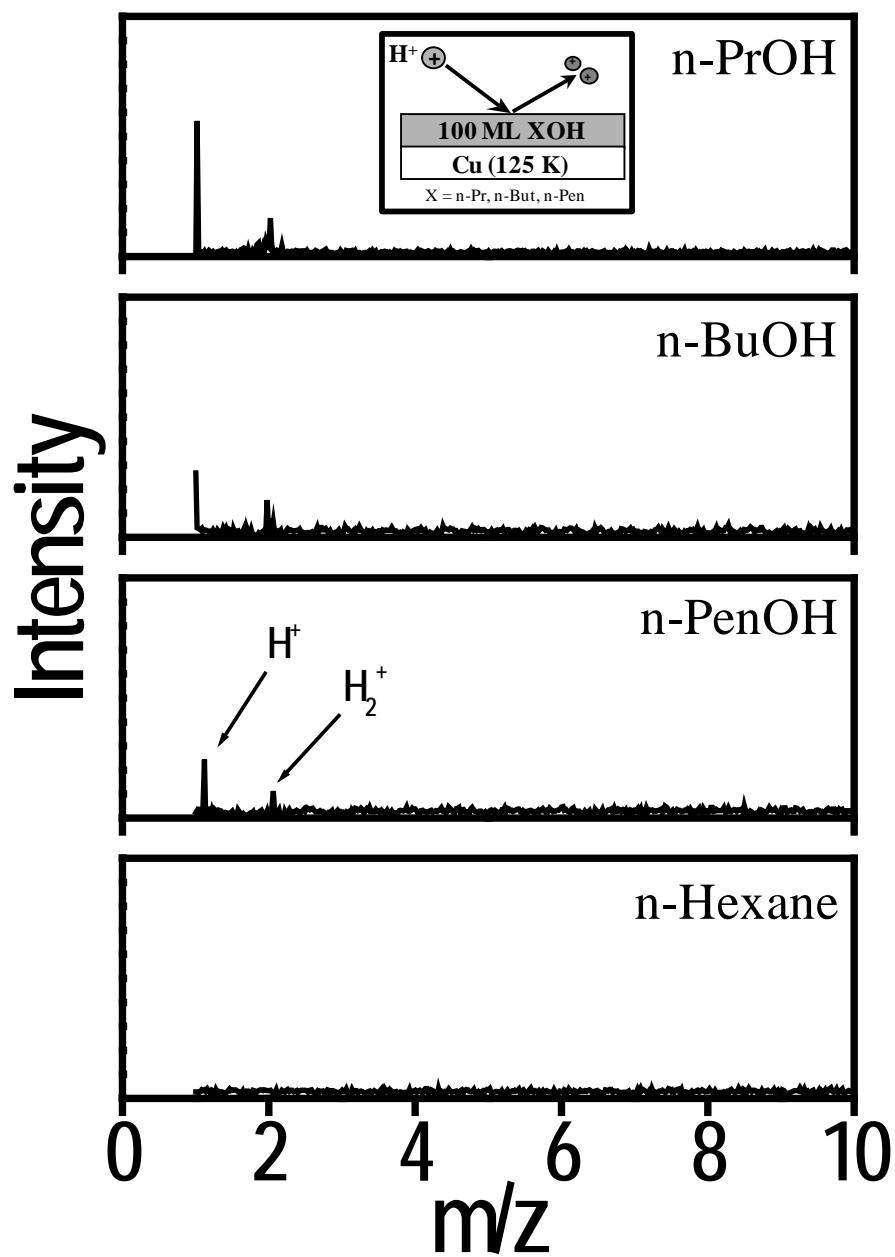 n-PrOH
H⁺ +
+
+
100 ML XOH
Cu (125 K)
X = n-Pr, n-But, n-Pen
n-BuOH
Intensity
n-PenOH
H⁺
H₂⁺
n-Hexane
0 2 4 6 8 10
m/z